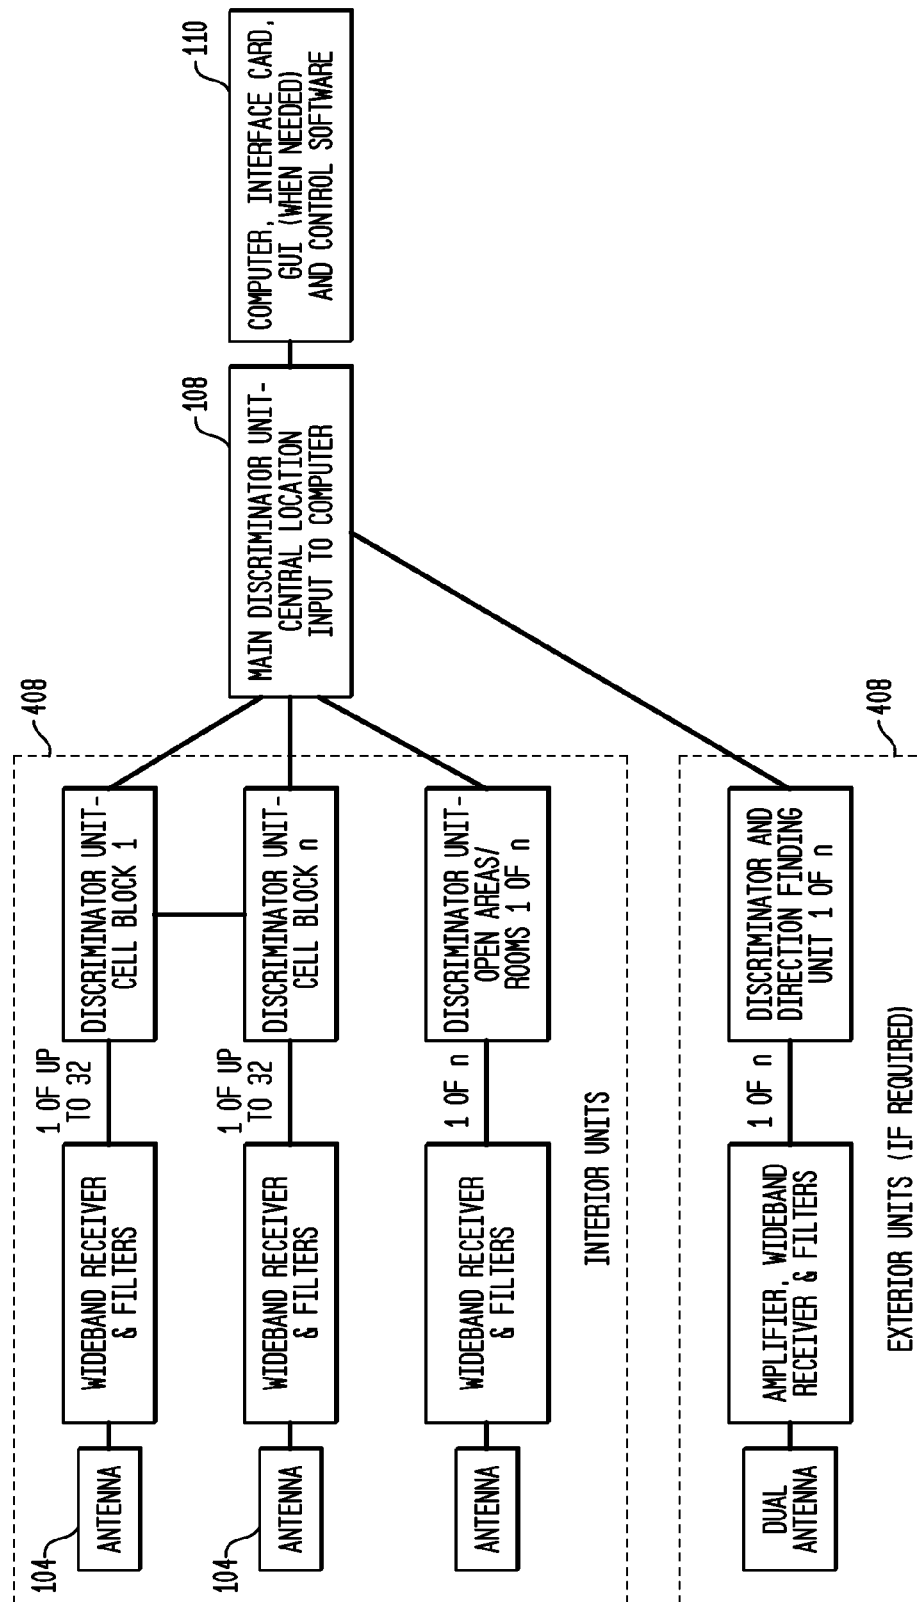 104
ANTENNA
WIDEBAND RECEIVER
& FILTERS
1 OF UP
TO 32
DISCRIMINATOR UNIT-
CELL BLOCK 1
408
104
ANTENNA
WIDEBAND RECEIVER
& FILTERS
1 OF UP
TO 32
DISCRIMINATOR UNIT-
CELL BLOCK n
108
MAIN DISCRIMINATOR UNIT-
CENTRAL LOCATION
INPUT TO COMPUTER
110
COMPUTER, INTERFACE CARD,
GUI (WHEN NEEDED)
AND CONTROL SOFTWARE
ANTENNA
WIDEBAND RECEIVER
& FILTERS
1 OF n
DISCRIMINATOR UNIT-
OPEN AREAS/
ROOMS 1 OF n
INTERIOR UNITS
DUAL
ANTENNA
AMPLIFIER, WIDEBAND
RECEIVER & FILTERS
1 OF n
DISCRIMINATOR AND
DIRECTION FINDING
UNIT 1 OF n
408
EXTERIOR UNITS (IF REQUIRED)